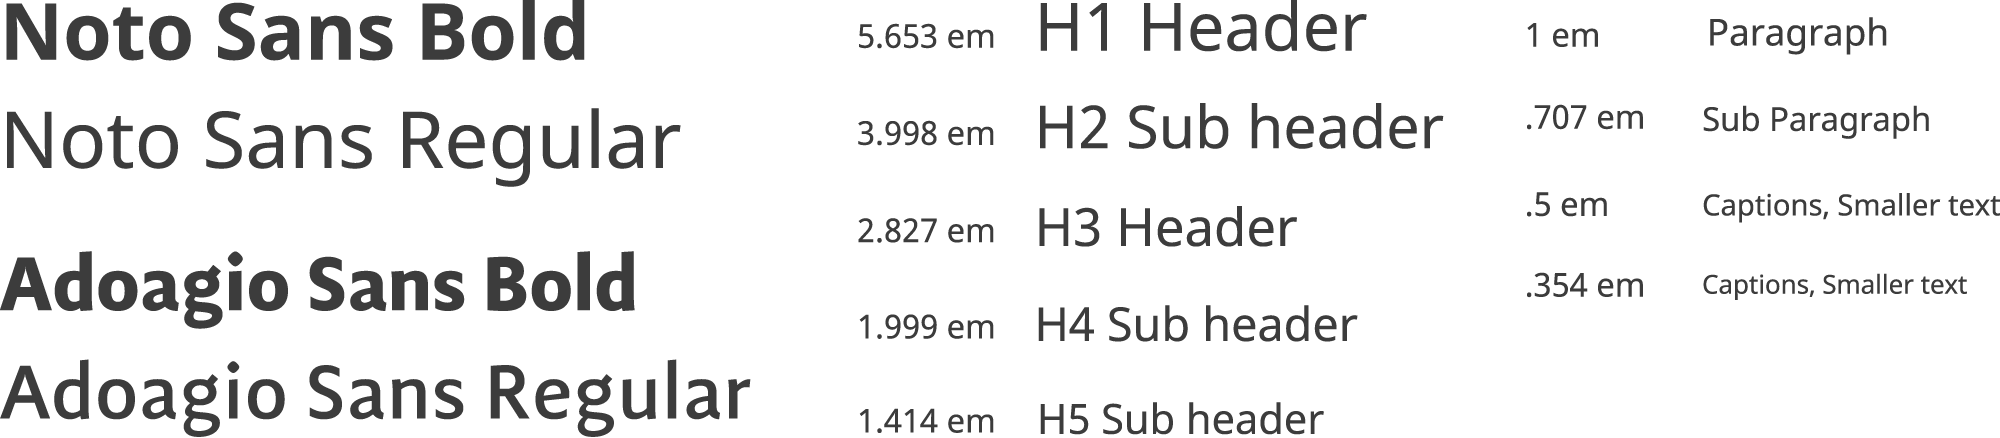 Noto Sans Bold
Noto Sans Regular
Adoagio Sans Bold
Adoagio Sans Regular
5.653 em H1 Header
3.998 em H2 Sub header
2.827 em H3 Header
1.999 em H4 Sub header
1.414 em H5 Sub header
1 em Paragraph
.707 em Sub Paragraph
.5 em Captions, Smaller text
.354 em Captions, Smaller text